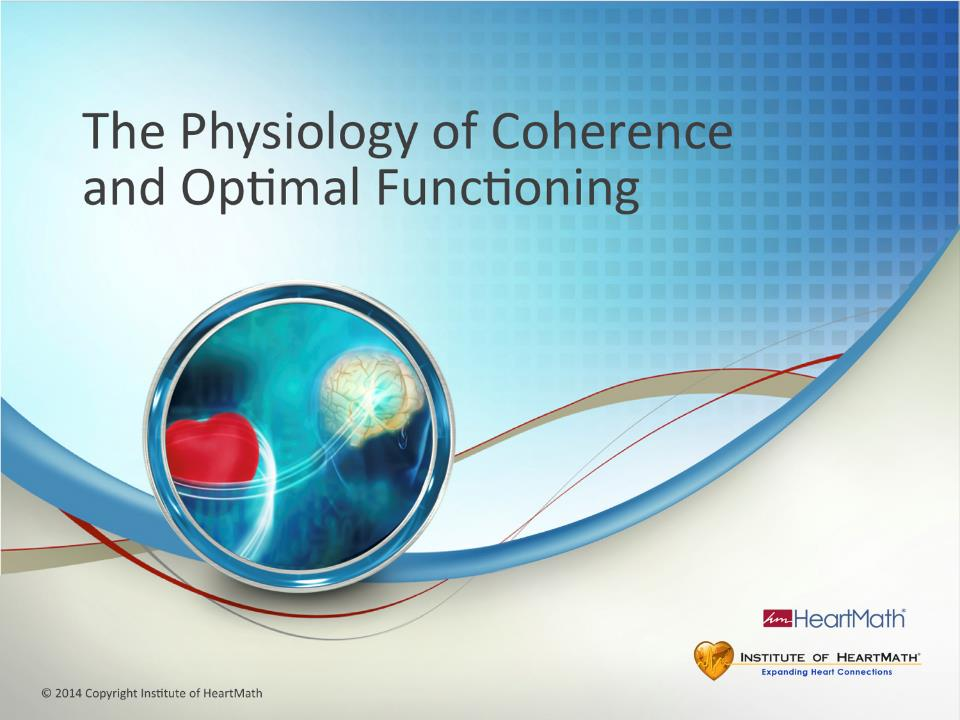 The Physiology of Coherence
and Optimal Functioning
hm HeartMath®
INSTITUTE OF HEARTMATH®
Expanding Heart Connections
© 2014 Copyright Institute of HeartMath